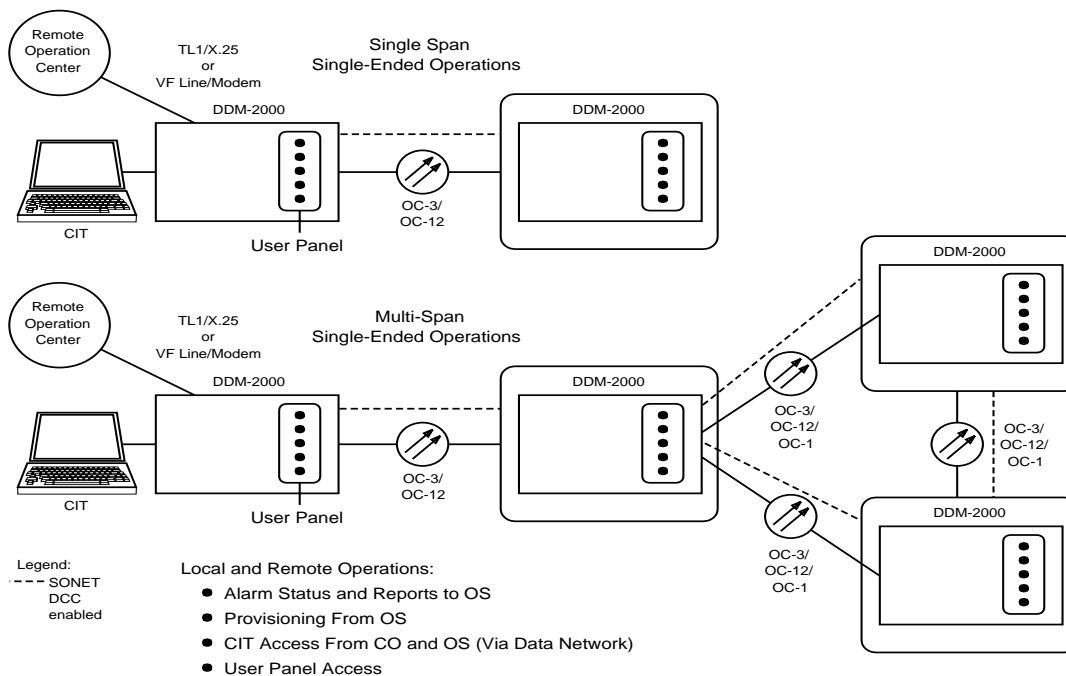 Remote
Operation
Center
TL1/X.25
or
VF Line/Modem
Single Span
Single-Ended Operations
DDM-2000
DDM-2000
OC-3/
OC-12
CIT
User Panel
DDM-2000
Remote
Operation
Center
TL1/X.25
or
VF Line/Modem
Multi-Span
Single-Ended Operations
DDM-2000
DDM-2000
OC-3/
OC-12/
OC-1
OC-3/
OC-12/
OC-1
OC-3/
OC-12
CIT
User Panel
DDM-2000
OC-3/
OC-12/
OC-1
Legend:
SONET
DCC
enabled
Local and Remote Operations:
Alarm Status and Reports to OS
Provisioning From OS
CIT Access From CO and OS (Via Data Network)
User Panel Access